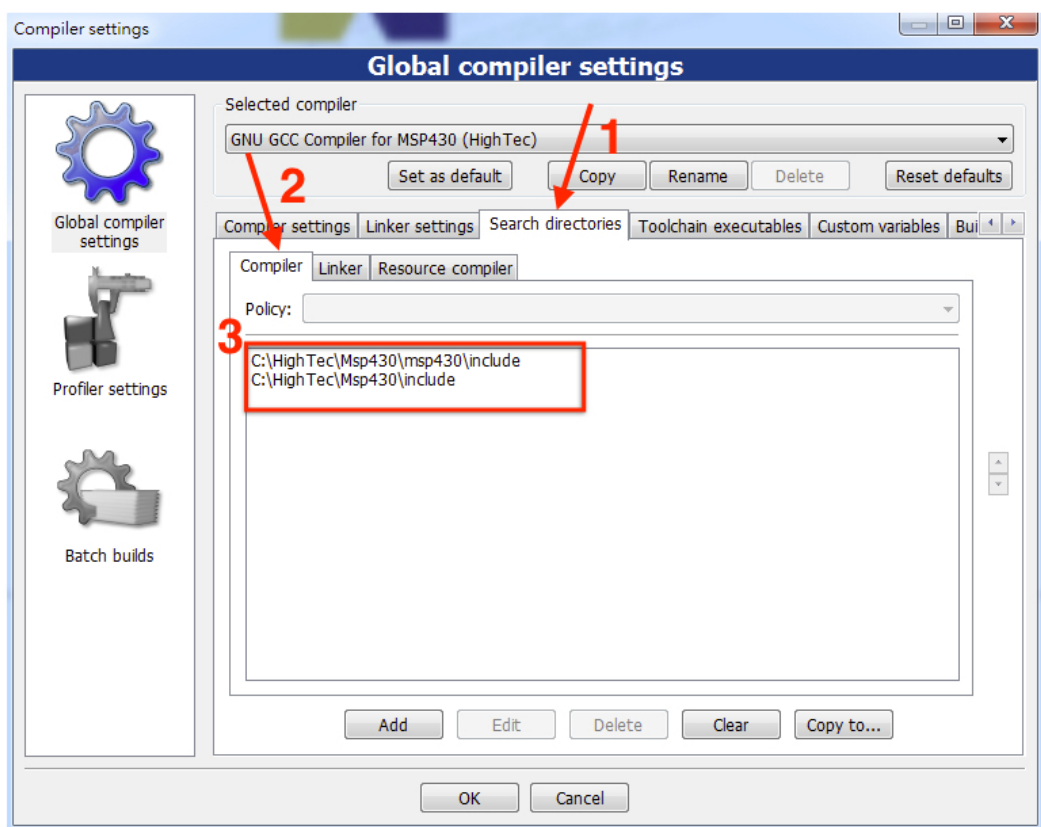 Compiler settings
Global compiler settings
Selected compiler
GNU GCC Compiler for MSP430 (HighTec)
1
2
Set as default
Copy
Rename
Delete
Reset defaults
Global compiler settings
Compiler settings
Linker settings
Search directories
Toolchain executables
Custom variables
Bui
Compiler
Linker
Resource compiler
Policy:
3
C:\HighTec\Msp430\msp430\include
C:\HighTec\Msp430\include
Profiler settings
Batch builds
Add
Edit
Delete
Clear
Copy to...
OK
Cancel